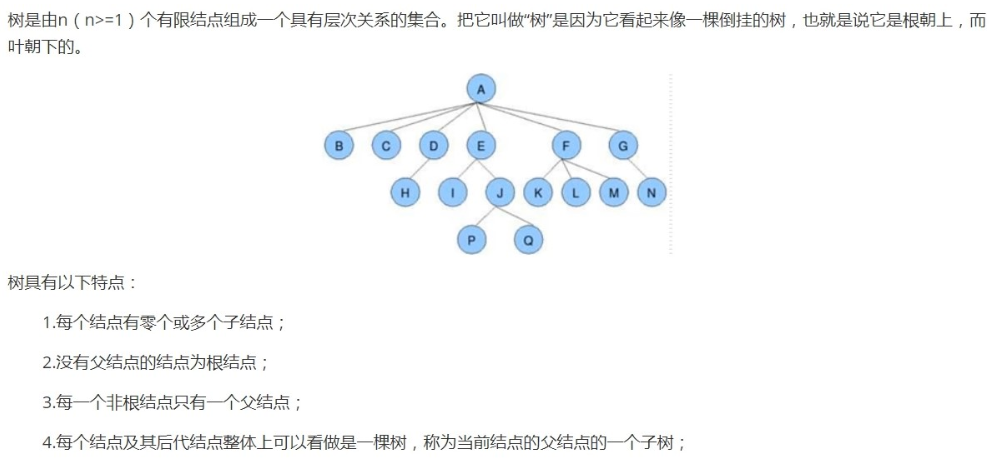 树是由n（n>=1）个有限结点组成一个具有层次关系的集合。把它叫做“树”是因为它看起来像一棵倒挂的树，也就是说它是根朝上，而
叶朝下的。
A
B C D E F G
H I J K L M N
P Q
树具有以下特点：
1.每个结点有零个或多个子结点；
2.没有父结点的结点为根结点；
3.每一个非根结点只有一个父结点；
4.每个结点及其后代结点整体上可以看做是一棵树，称为当前结点的父结点的一个子树；